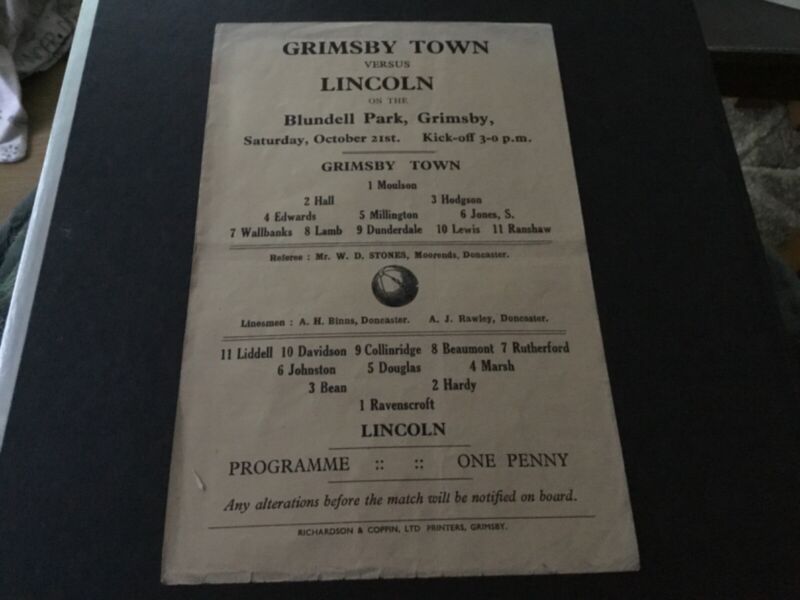 GRIMSBY TOWN
VERSUS
LINCOLN
ON THE
Blundell Park, Grimsby,
Saturday, October 21st. Kick-off 3-0 p.m.
GRIMSBY TOWN
1 Moulson
2 Hall 3 Hodgson
4 Edwards 5 Millington 6 Jones, S.
7 Wallbanks 8 Lamb 9 Dunderdale 10 Lewis 11 Ranshaw
Referee : Mr. W. D. STONES, Moorends, Doncaster.
Linesmen : A. H. Binns, Doncaster. A. J. Rawley, Doncaster.
11 Liddell 10 Davidson 9 Collinridge 8 Beaumont 7 Rutherford
6 Johnston 5 Douglas 4 Marsh
3 Bean 2 Hardy
1 Ravenscroft
LINCOLN
PROGRAMME :: :: ONE PENNY
Any alterations before the match will be notified on board.
RICHARDSON & COPPIN, LTD PRINTERS, GRIMSBY.